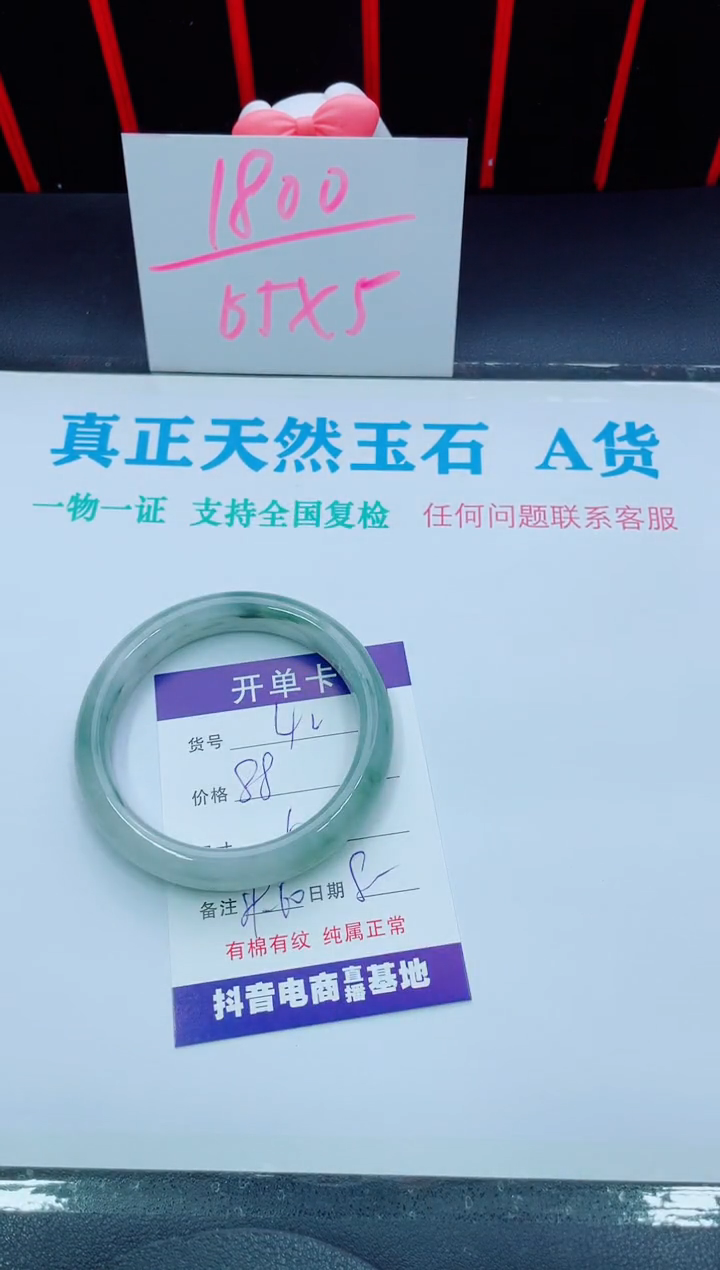 1800
65X5
真正天然玉石 A货
一物一证 支持全国复检 任何问题联系客服
开单卡
货号
价格 88
备注 日期
有棉有纹 纯属正常
抖音电商直播基地